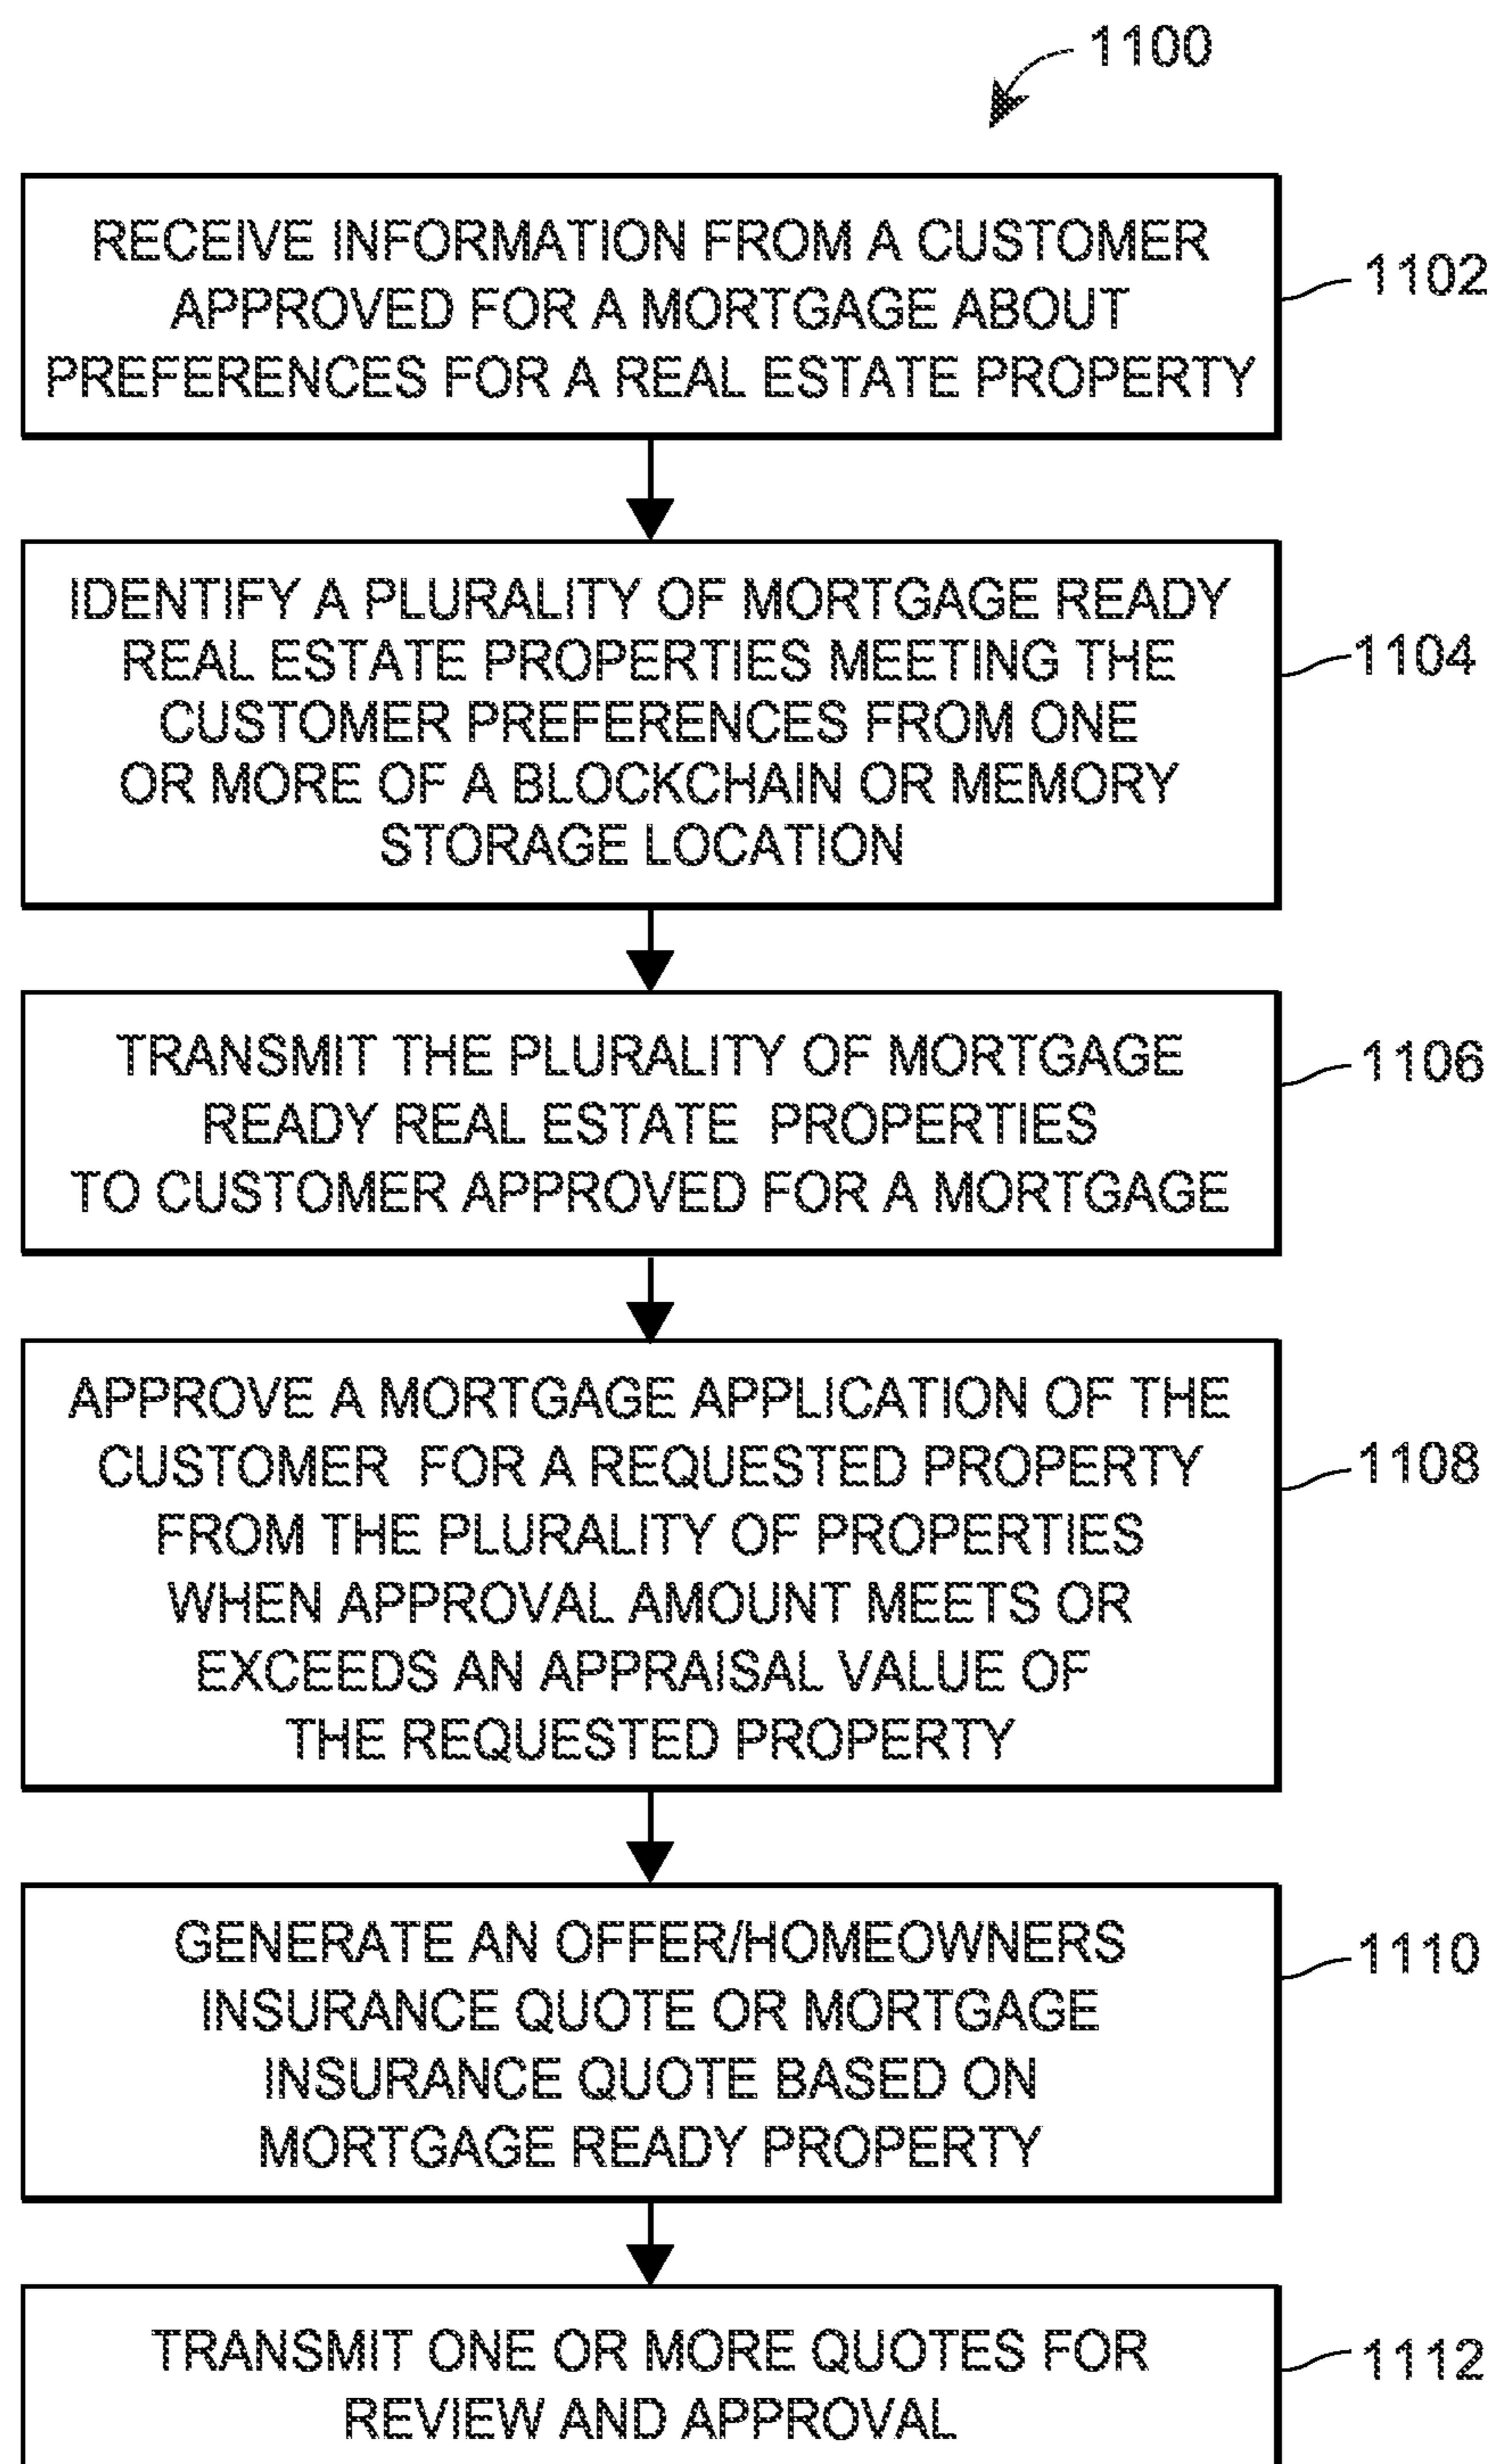 1100
RECEIVE INFORMATION FROM A CUSTOMER
APPROVED FOR A MORTGAGE ABOUT
PREFERENCES FOR A REAL ESTATE PROPERTY
1102
IDENTIFY A PLURALITY OF MORTGAGE READY
REAL ESTATE PROPERTIES MEETING THE
CUSTOMER PREFERENCES FROM ONE
OR MORE OF A BLOCKCHAIN OR MEMORY
STORAGE LOCATION
1104
TRANSMIT THE PLURALITY OF MORTGAGE
READY REAL ESTATE PROPERTIES
TO CUSTOMER APPROVED FOR A MORTGAGE
1106
APPROVE A MORTGAGE APPLICATION OF THE
CUSTOMER FOR A REQUESTED PROPERTY
FROM THE PLURALITY OF PROPERTIES
WHEN APPROVAL AMOUNT MEETS OR
EXCEEDS AN APPRAISAL VALUE OF
THE REQUESTED PROPERTY
1108
GENERATE AN OFFER/HOMEOWNERS
INSURANCE QUOTE OR MORTGAGE
INSURANCE QUOTE BASED ON
MORTGAGE READY PROPERTY
1110
TRANSMIT ONE OR MORE QUOTES FOR
REVIEW AND APPROVAL
1112